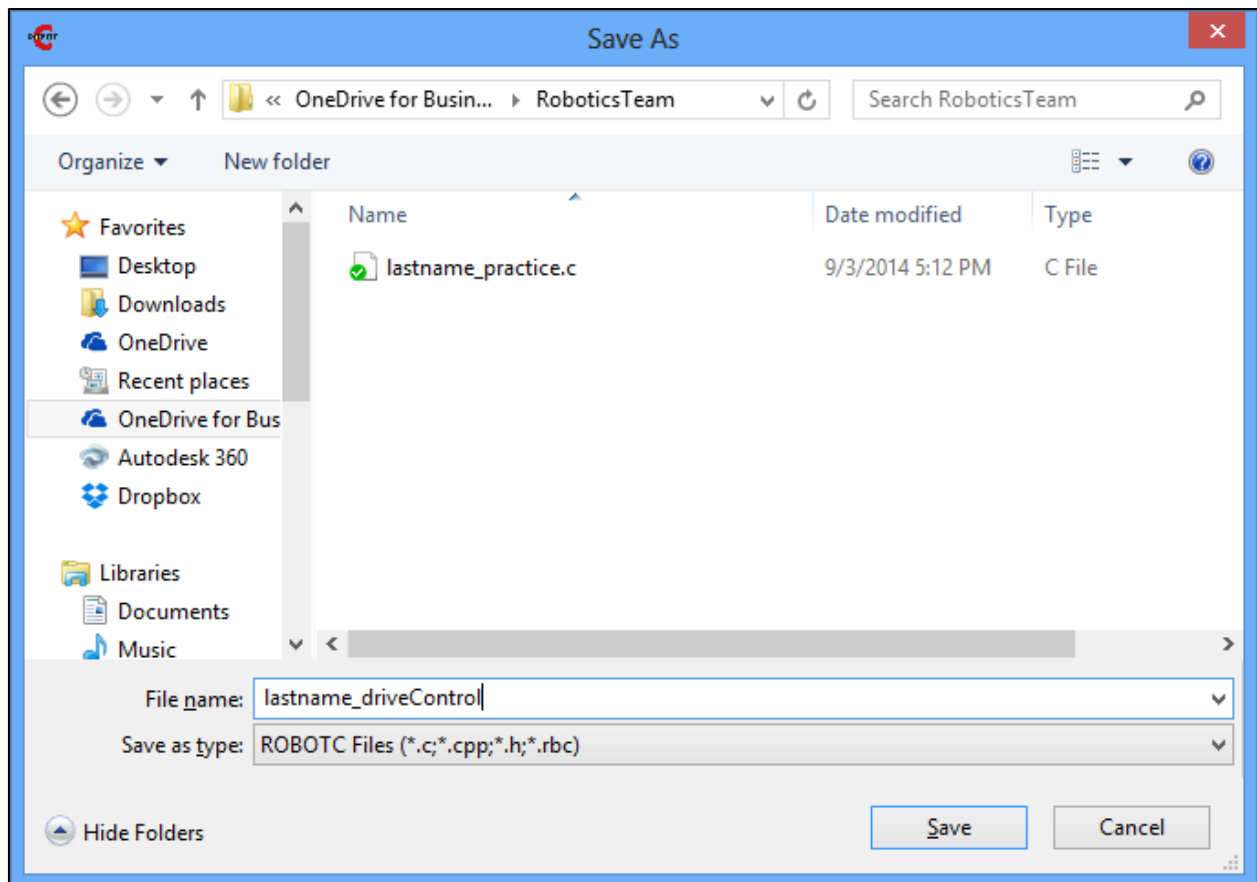 Save As
« OneDrive for Busin... RoboticsTeam Search RoboticsTeam
Organize New folder
Name Date modified Type
lastname_practice.c 9/3/2014 5:12 PM C File
Favorites
Desktop
Downloads
OneDrive
Recent places
OneDrive for Bus
Autodesk 360
Dropbox
Libraries
Documents
Music
File name: lastname_driveControl
Save as type: ROBOTC Files (*.c;*.cpp;*.h;*.rbc)
Hide Folders Save Cancel